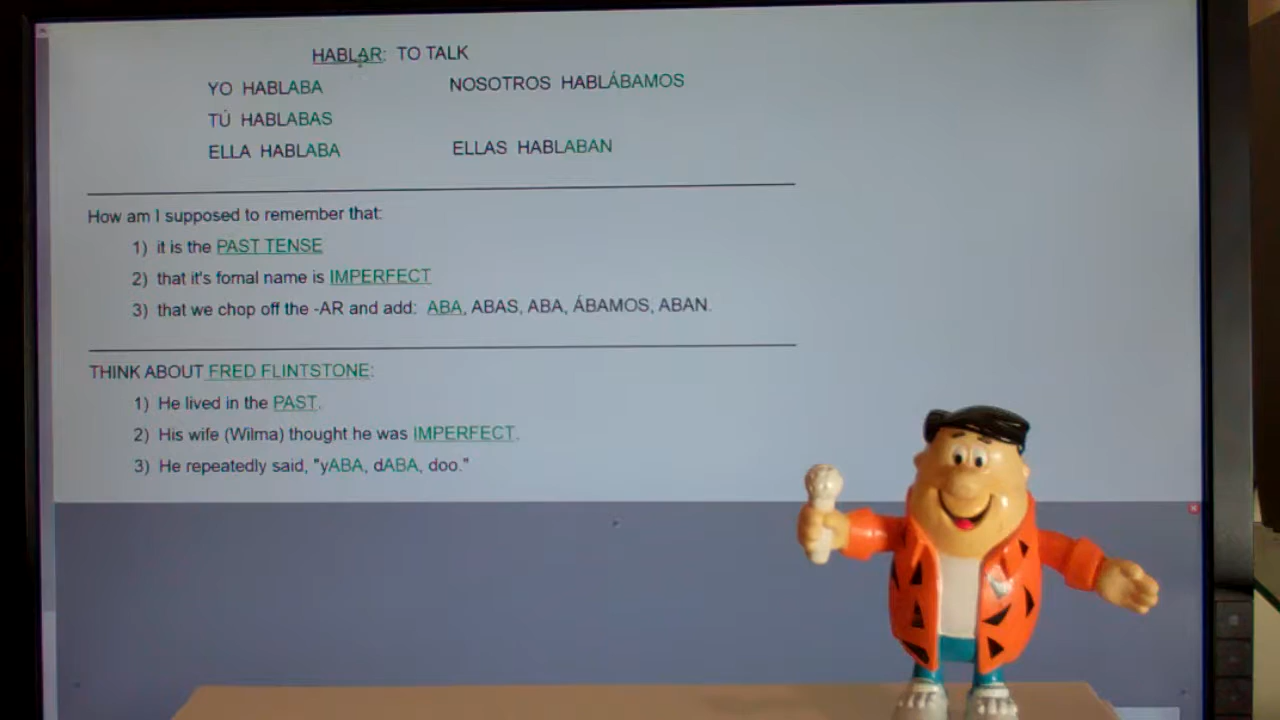 HABLAR: TO TALK
YO HABLABA NOSOTROS HABLÁBAMOS
TÚ HABLABAS
ELLA HABLABA ELLAS HABLABAN
How am I supposed to remember that:
1) it is the PAST TENSE
2) that it's fornal name is IMPERFECT
3) that we chop off the -AR and add: ABA, ABAS, ABA, ÁBAMOS, ABAN.
THINK ABOUT FRED FLINTSTONE:
1) He lived in the PAST.
2) His wife (Wilma) thought he was IMPERFECT.
3) He repeatedly said, "yABA, dABA, doo."